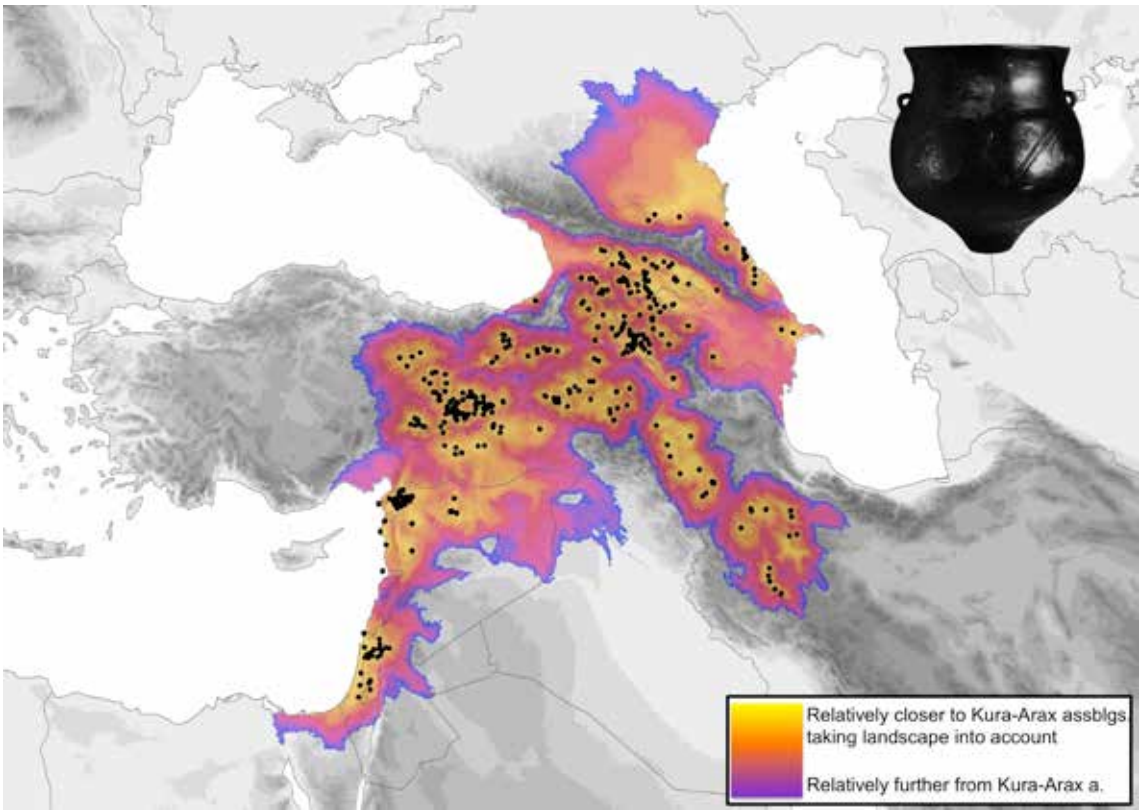 Relatively closer to Kura-Arax assblgs.
taking landscape into account
Relatively further from Kura-Arax a.